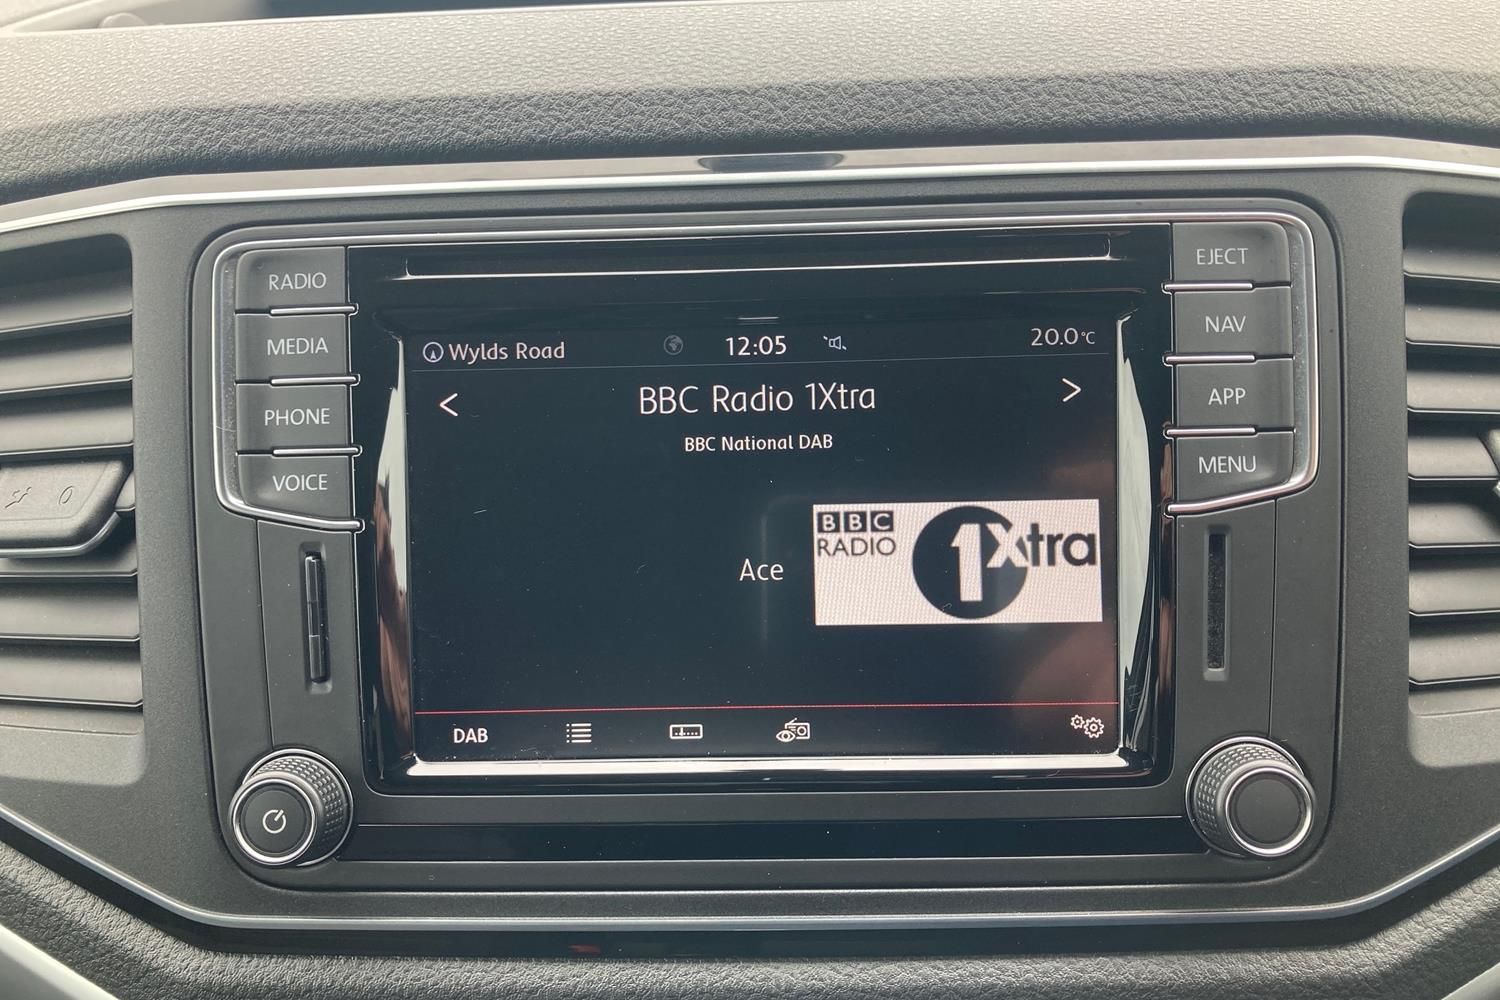 RADIO
MEDIA
PHONE
VOICE
EJECT
NAV
APP
MENU
Wylds Road
12:05
20.0°C
< BBC Radio 1Xtra >
BBC National DAB
Ace
BBC
RADIO
1Xtra
DAB
0